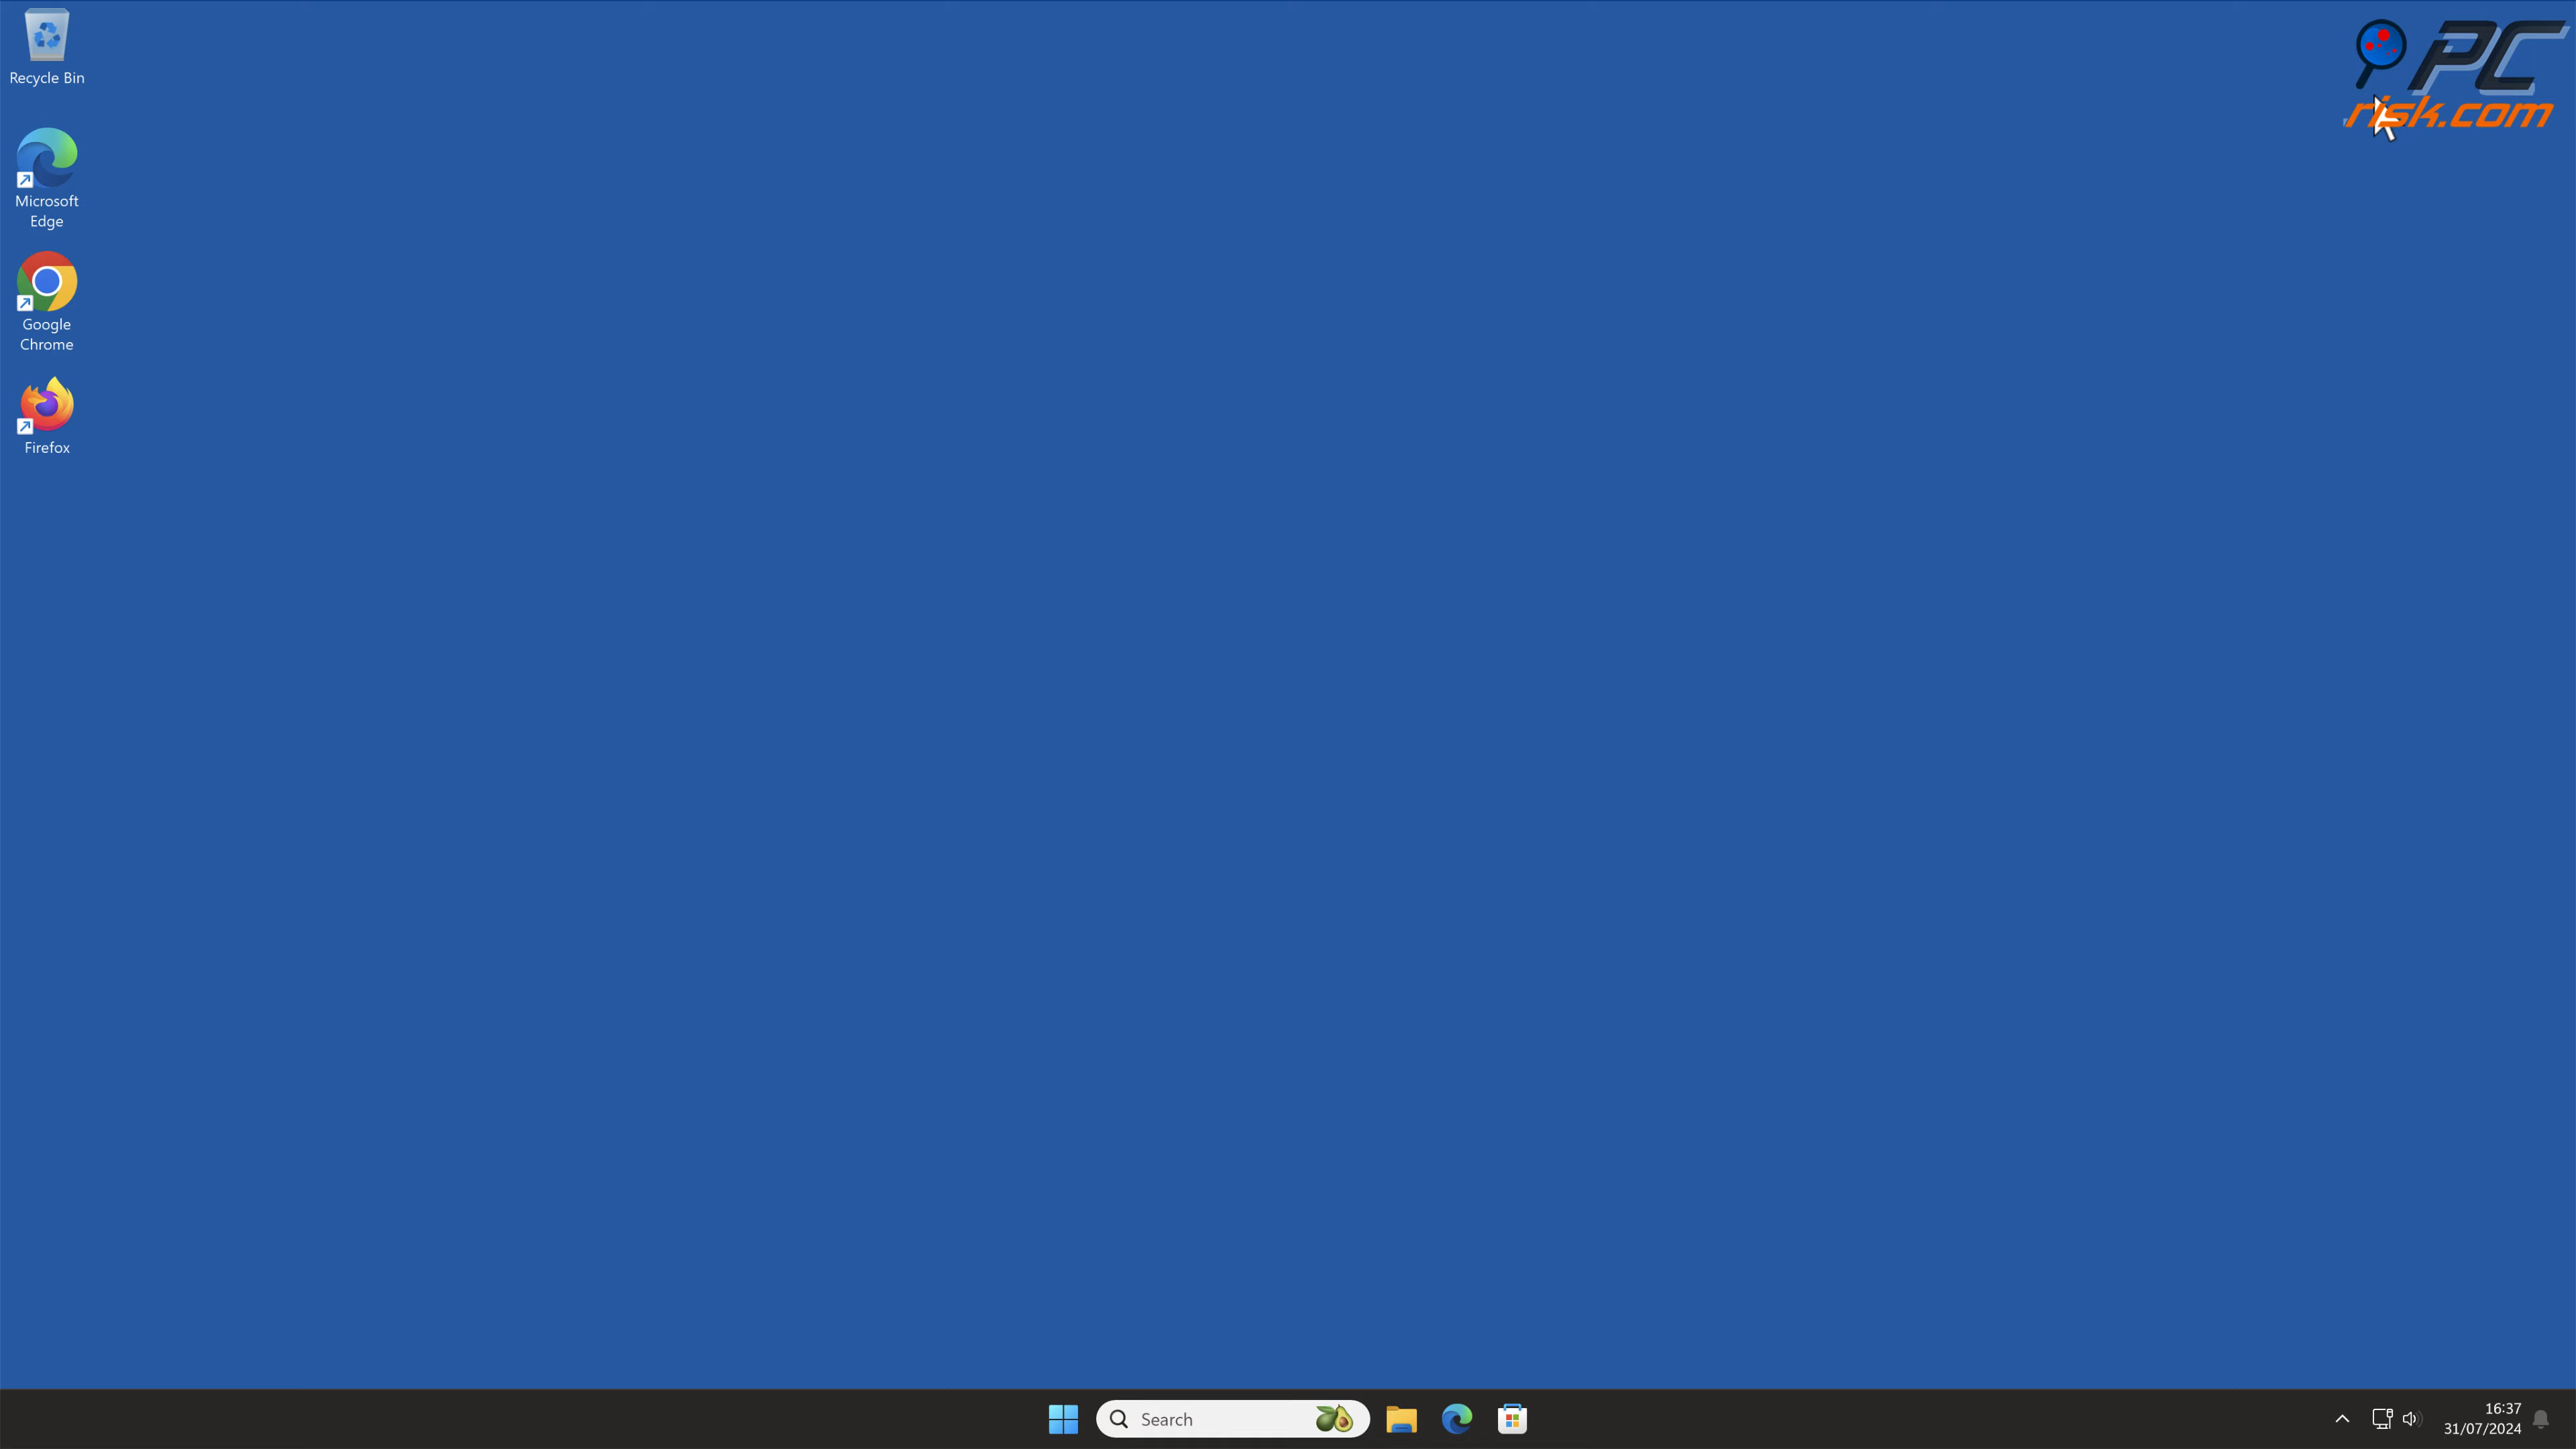 Recycle Bin
Microsoft
Edge
Google
Chrome
Firefox
PC
risk.com
Search
16:37
31/07/2024